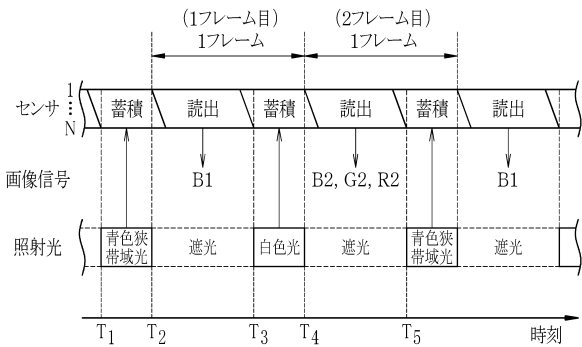 (1フレーム目) (2フレーム目)
1フレーム 1フレーム
センサ 1 ⋮ N 蓄積 読出 蓄積 読出 蓄積 読出
画像信号 B1 B2, G2, R2 B1
照射光 青色狭帯域光 遮光 白色光 遮光 青色狭帯域光 遮光
T1 T2 T3 T4 T5 時刻